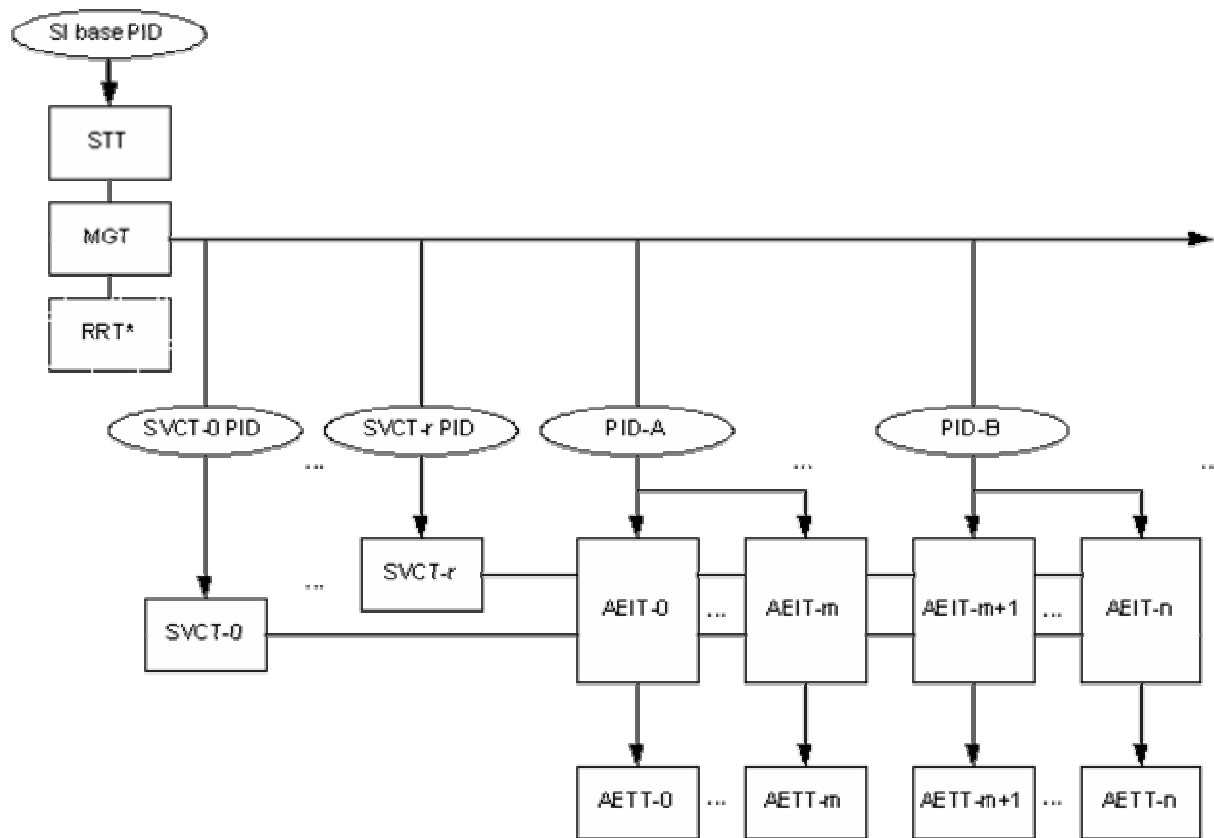 SI base PID
STT
MGT
RRT*
SVCT-0 PID
SVCT-r PID
PID-A
PID-B
...
...
...
SVCT-r
...
SVCT-0
AEIT-0
...
AEIT-m
AEIT-m+1
...
AEIT-n
AETT-0
...
AETT-m
AETT-m+1
...
AETT-n